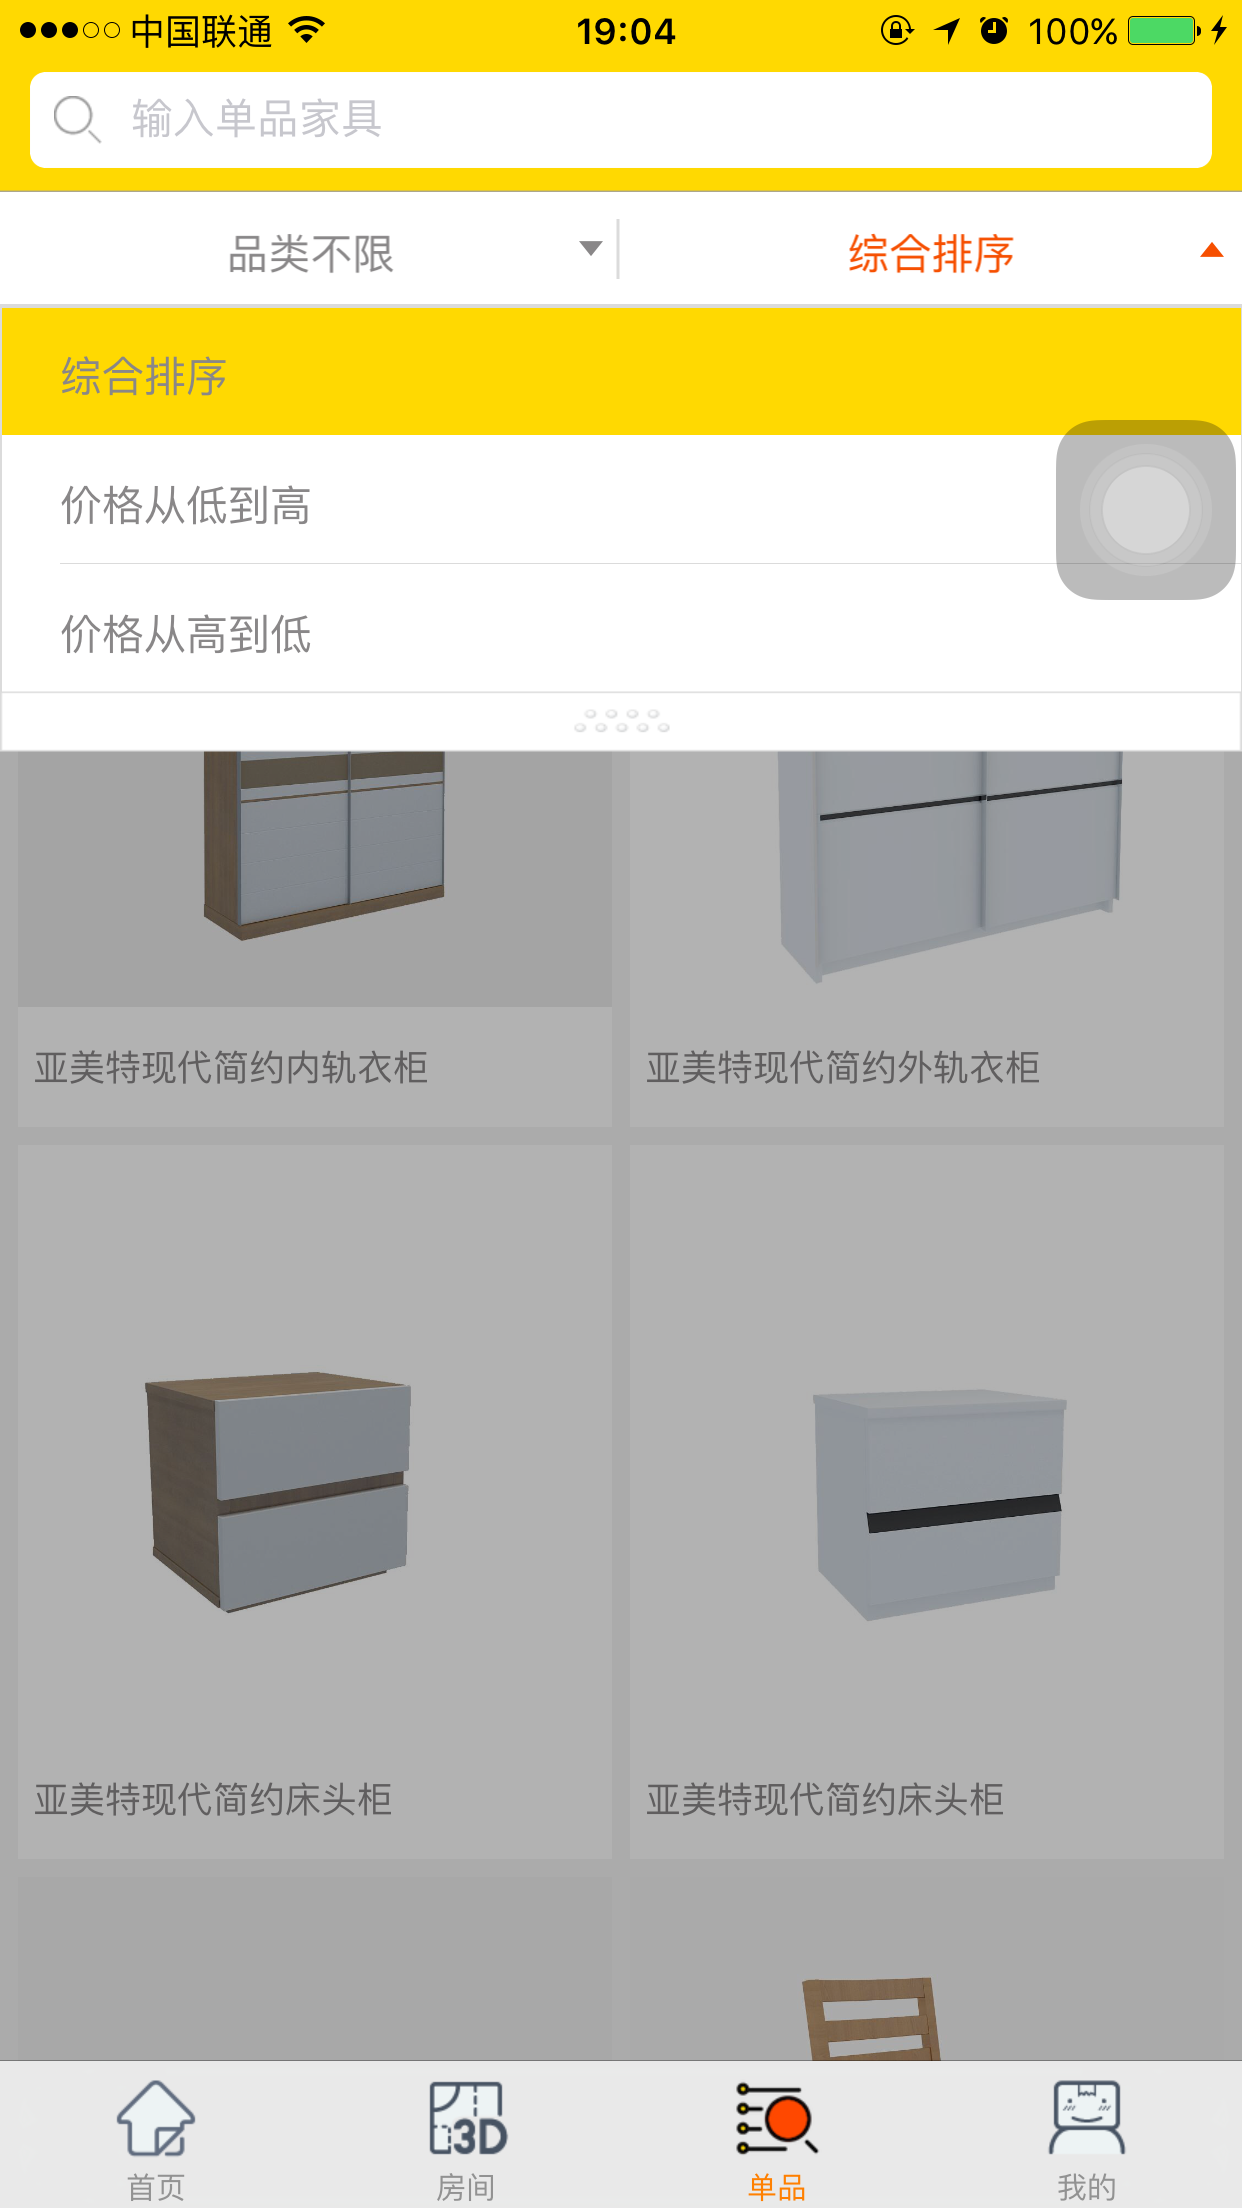 中国联通 19:04 100%
输入单品家具
品类不限 综合排序
综合排序
价格从低到高
价格从高到低
亚美特现代简约内轨衣柜 亚美特现代简约外轨衣柜
亚美特现代简约床头柜 亚美特现代简约床头柜
3D
首页 房间 单品 我的